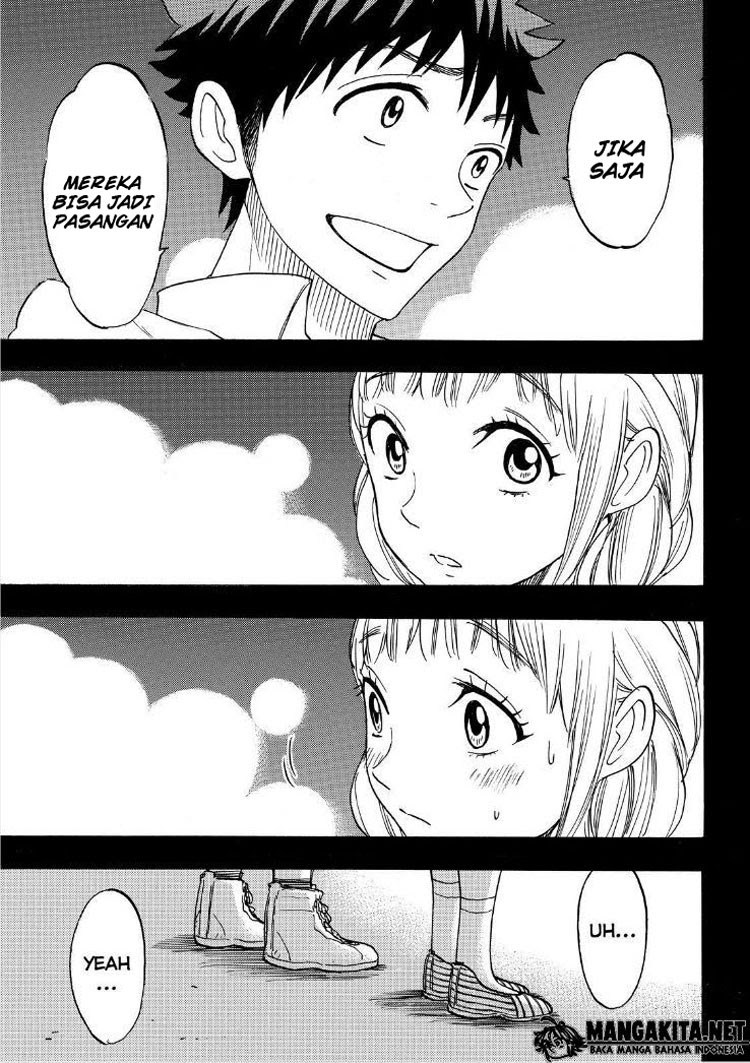 JIKA
SAJA
MEREKA
BISA JADI
PASANGAN
UH...
YEAH
...
MANGAKITA.NET
BACA MANGA BAHASA INDONESIA